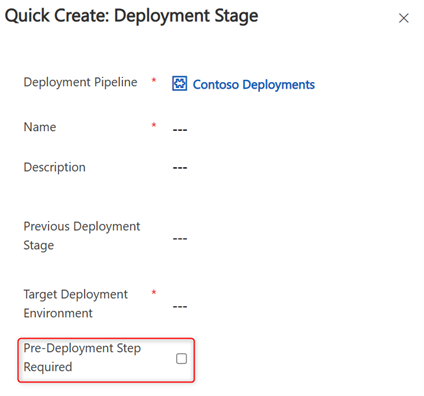 Quick Create: Deployment Stage
Deployment Pipeline * Contoso Deployments
Name * ---
Description ---
Previous Deployment
Stage ---
Target Deployment *
Environment ---
Pre-Deployment Step
Required